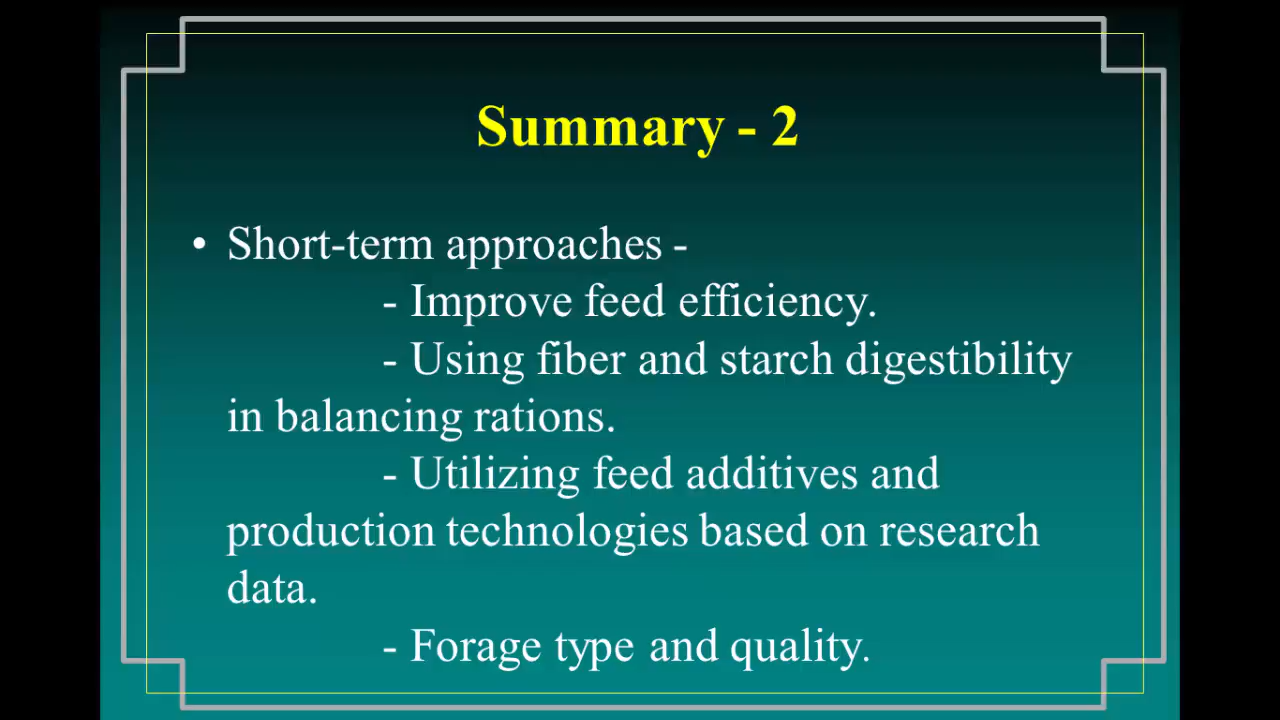 Summary - 2
• Short-term approaches -
- Improve feed efficiency.
- Using fiber and starch digestibility
in balancing rations.
- Utilizing feed additives and
production technologies based on research
data.
- Forage type and quality.